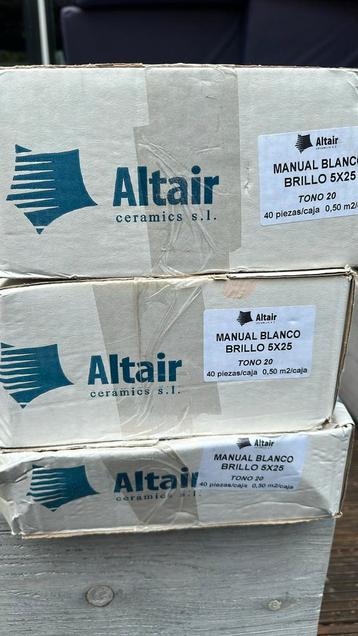 Altair
ceramics s.l.
Altair
MANUAL BLANCO
BRILLO 5X25
TONO 20
40 piezas/caja 0,50 m2/
Altair
ceramics s.l.
Altair
MANUAL BLANCO
BRILLO 5X25
TONO 20
40 piezas/caja 0,50 m2/caja
Altair
ceramics s.l.
Altair
MANUAL BLANCO
BRILLO 5X25
TONO 20
40 piezas/caja 0,50 m2/caja